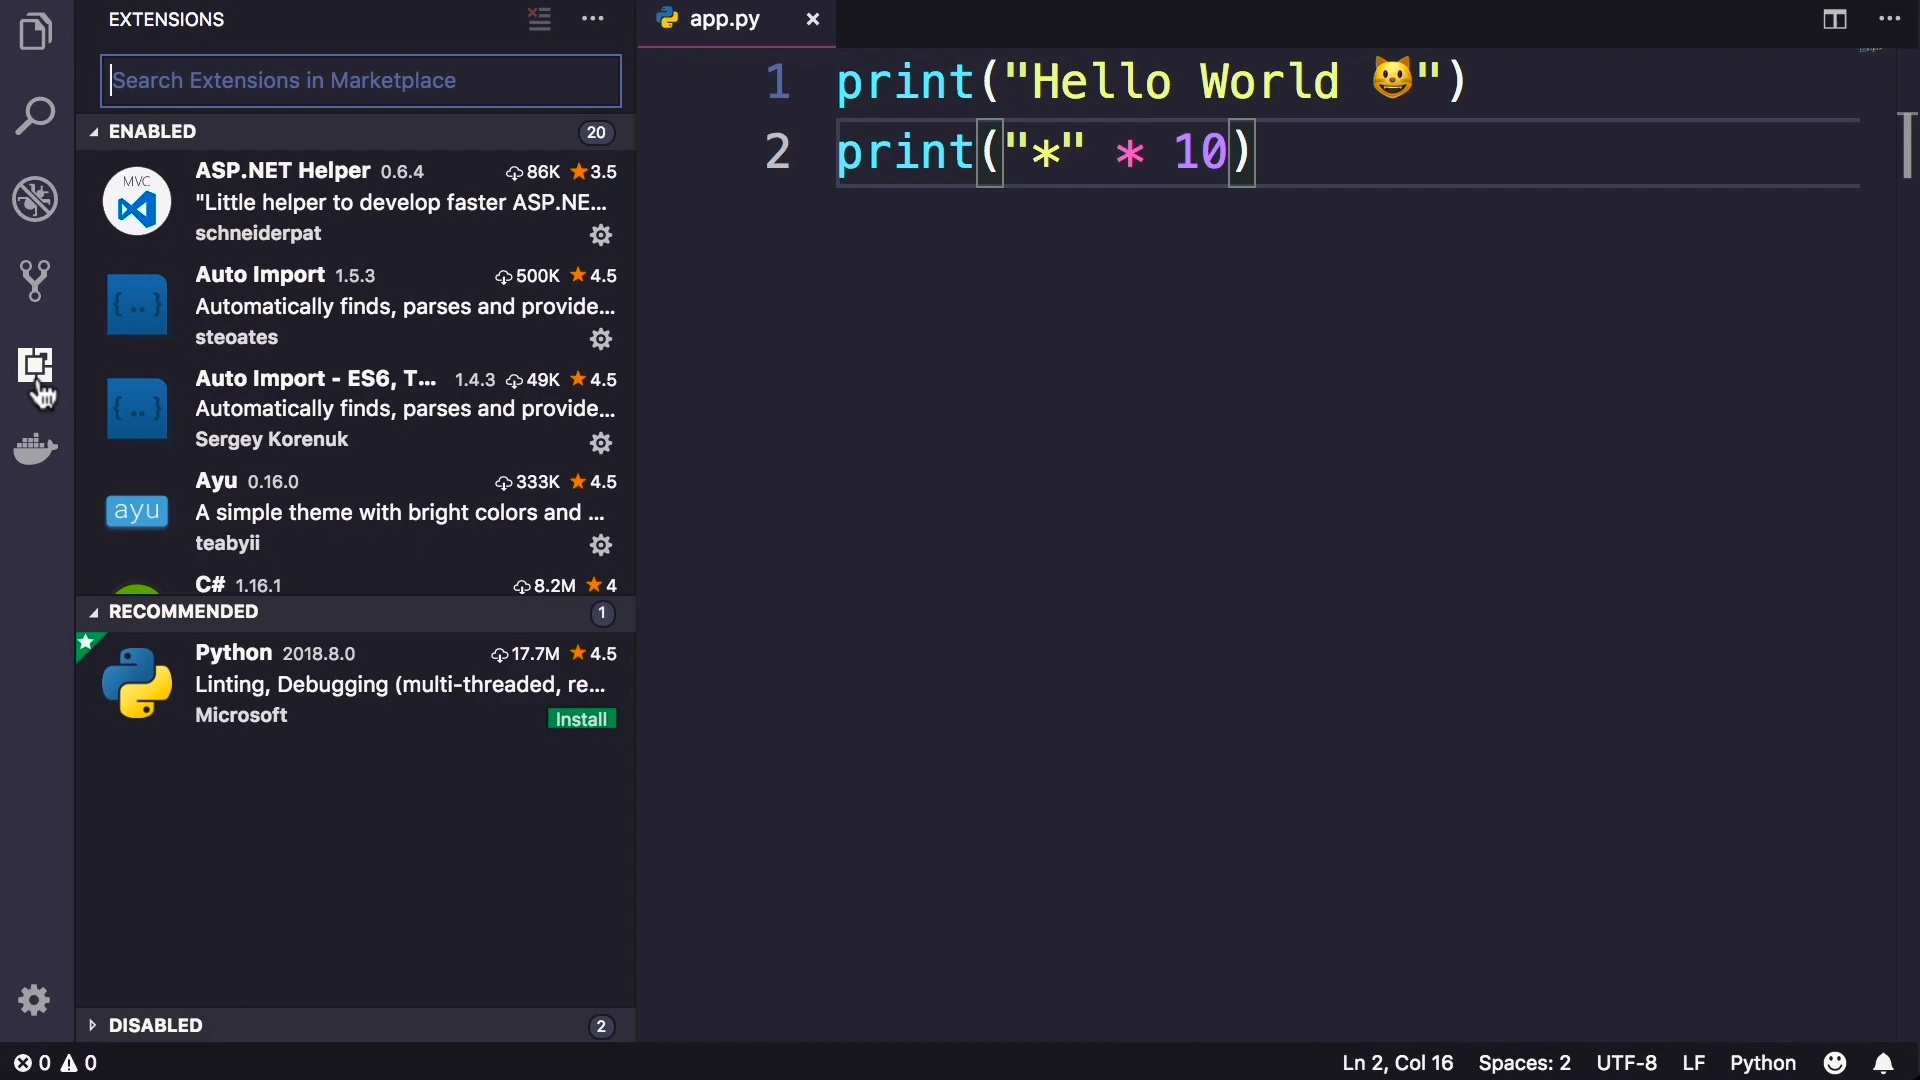 EXTENSIONS
Search Extensions in Marketplace
ENABLED 20
MVC
ASP.NET Helper 0.6.4 86K 3.5
"Little helper to develop faster ASP.NE...
schneiderpat
Auto Import 1.5.3 500K 4.5
{..}
Automatically finds, parses and provide...
steoates
Auto Import - ES6, T... 1.4.3 49K 4.5
{..}
Automatically finds, parses and provide...
Sergey Korenuk
Ayu 0.16.0 333K 4.5
ayu
A simple theme with bright colors and ...
teabyii
C# 1.16.1 8.2M 4
RECOMMENDED 1
Python 2018.8.0 17.7M 4.5
Linting, Debugging (multi-threaded, re...
Microsoft
Install
DISABLED 2
app.py ×
1 print("Hello World 😺")
2 print("*" * 10)
0 0
Ln 2, Col 16 Spaces: 2 UTF-8 LF Python